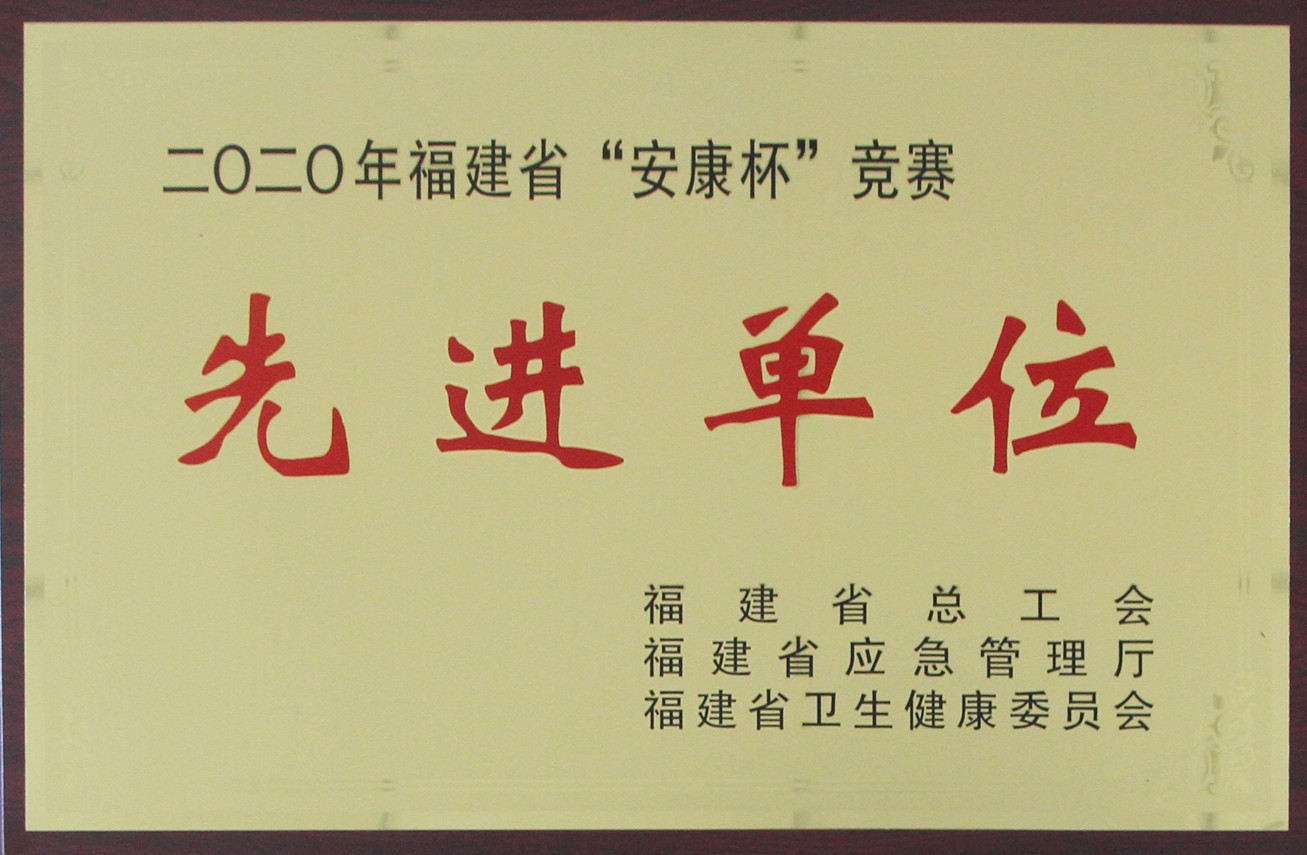 二〇二〇年福建省“安康杯”竞赛
先进单位
福建省总工会
福建省应急管理厅
福建省卫生健康委员会